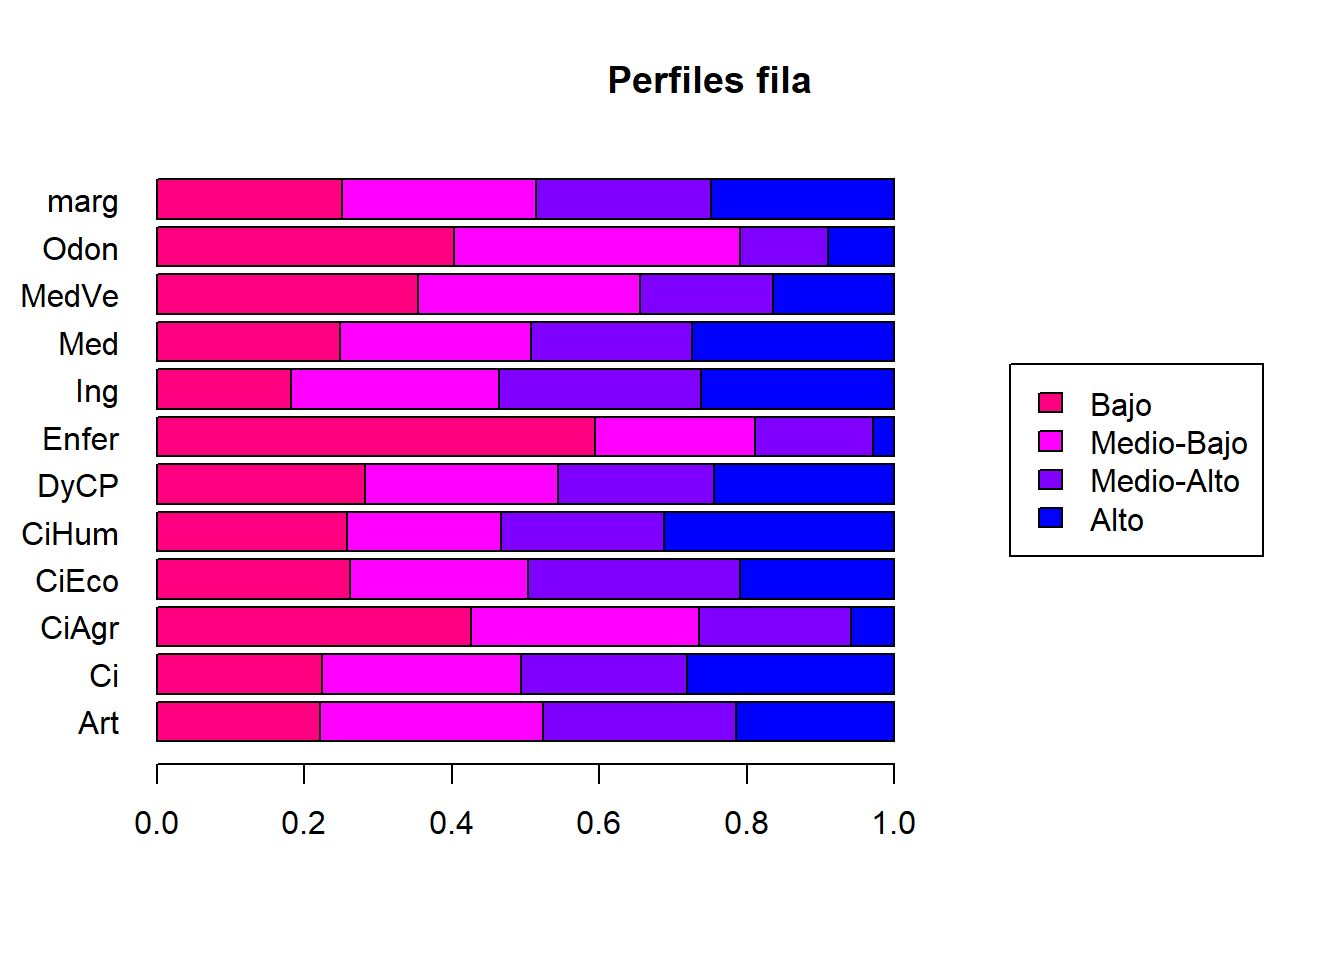 Perfiles fila
marg
Odon
MedVe
Med
Ing
Enfer
DyCP
CiHum
CiEco
CiAgr
Ci
Art
0.0 0.2 0.4 0.6 0.8 1.0
Bajo
Medio-Bajo
Medio-Alto
Alto